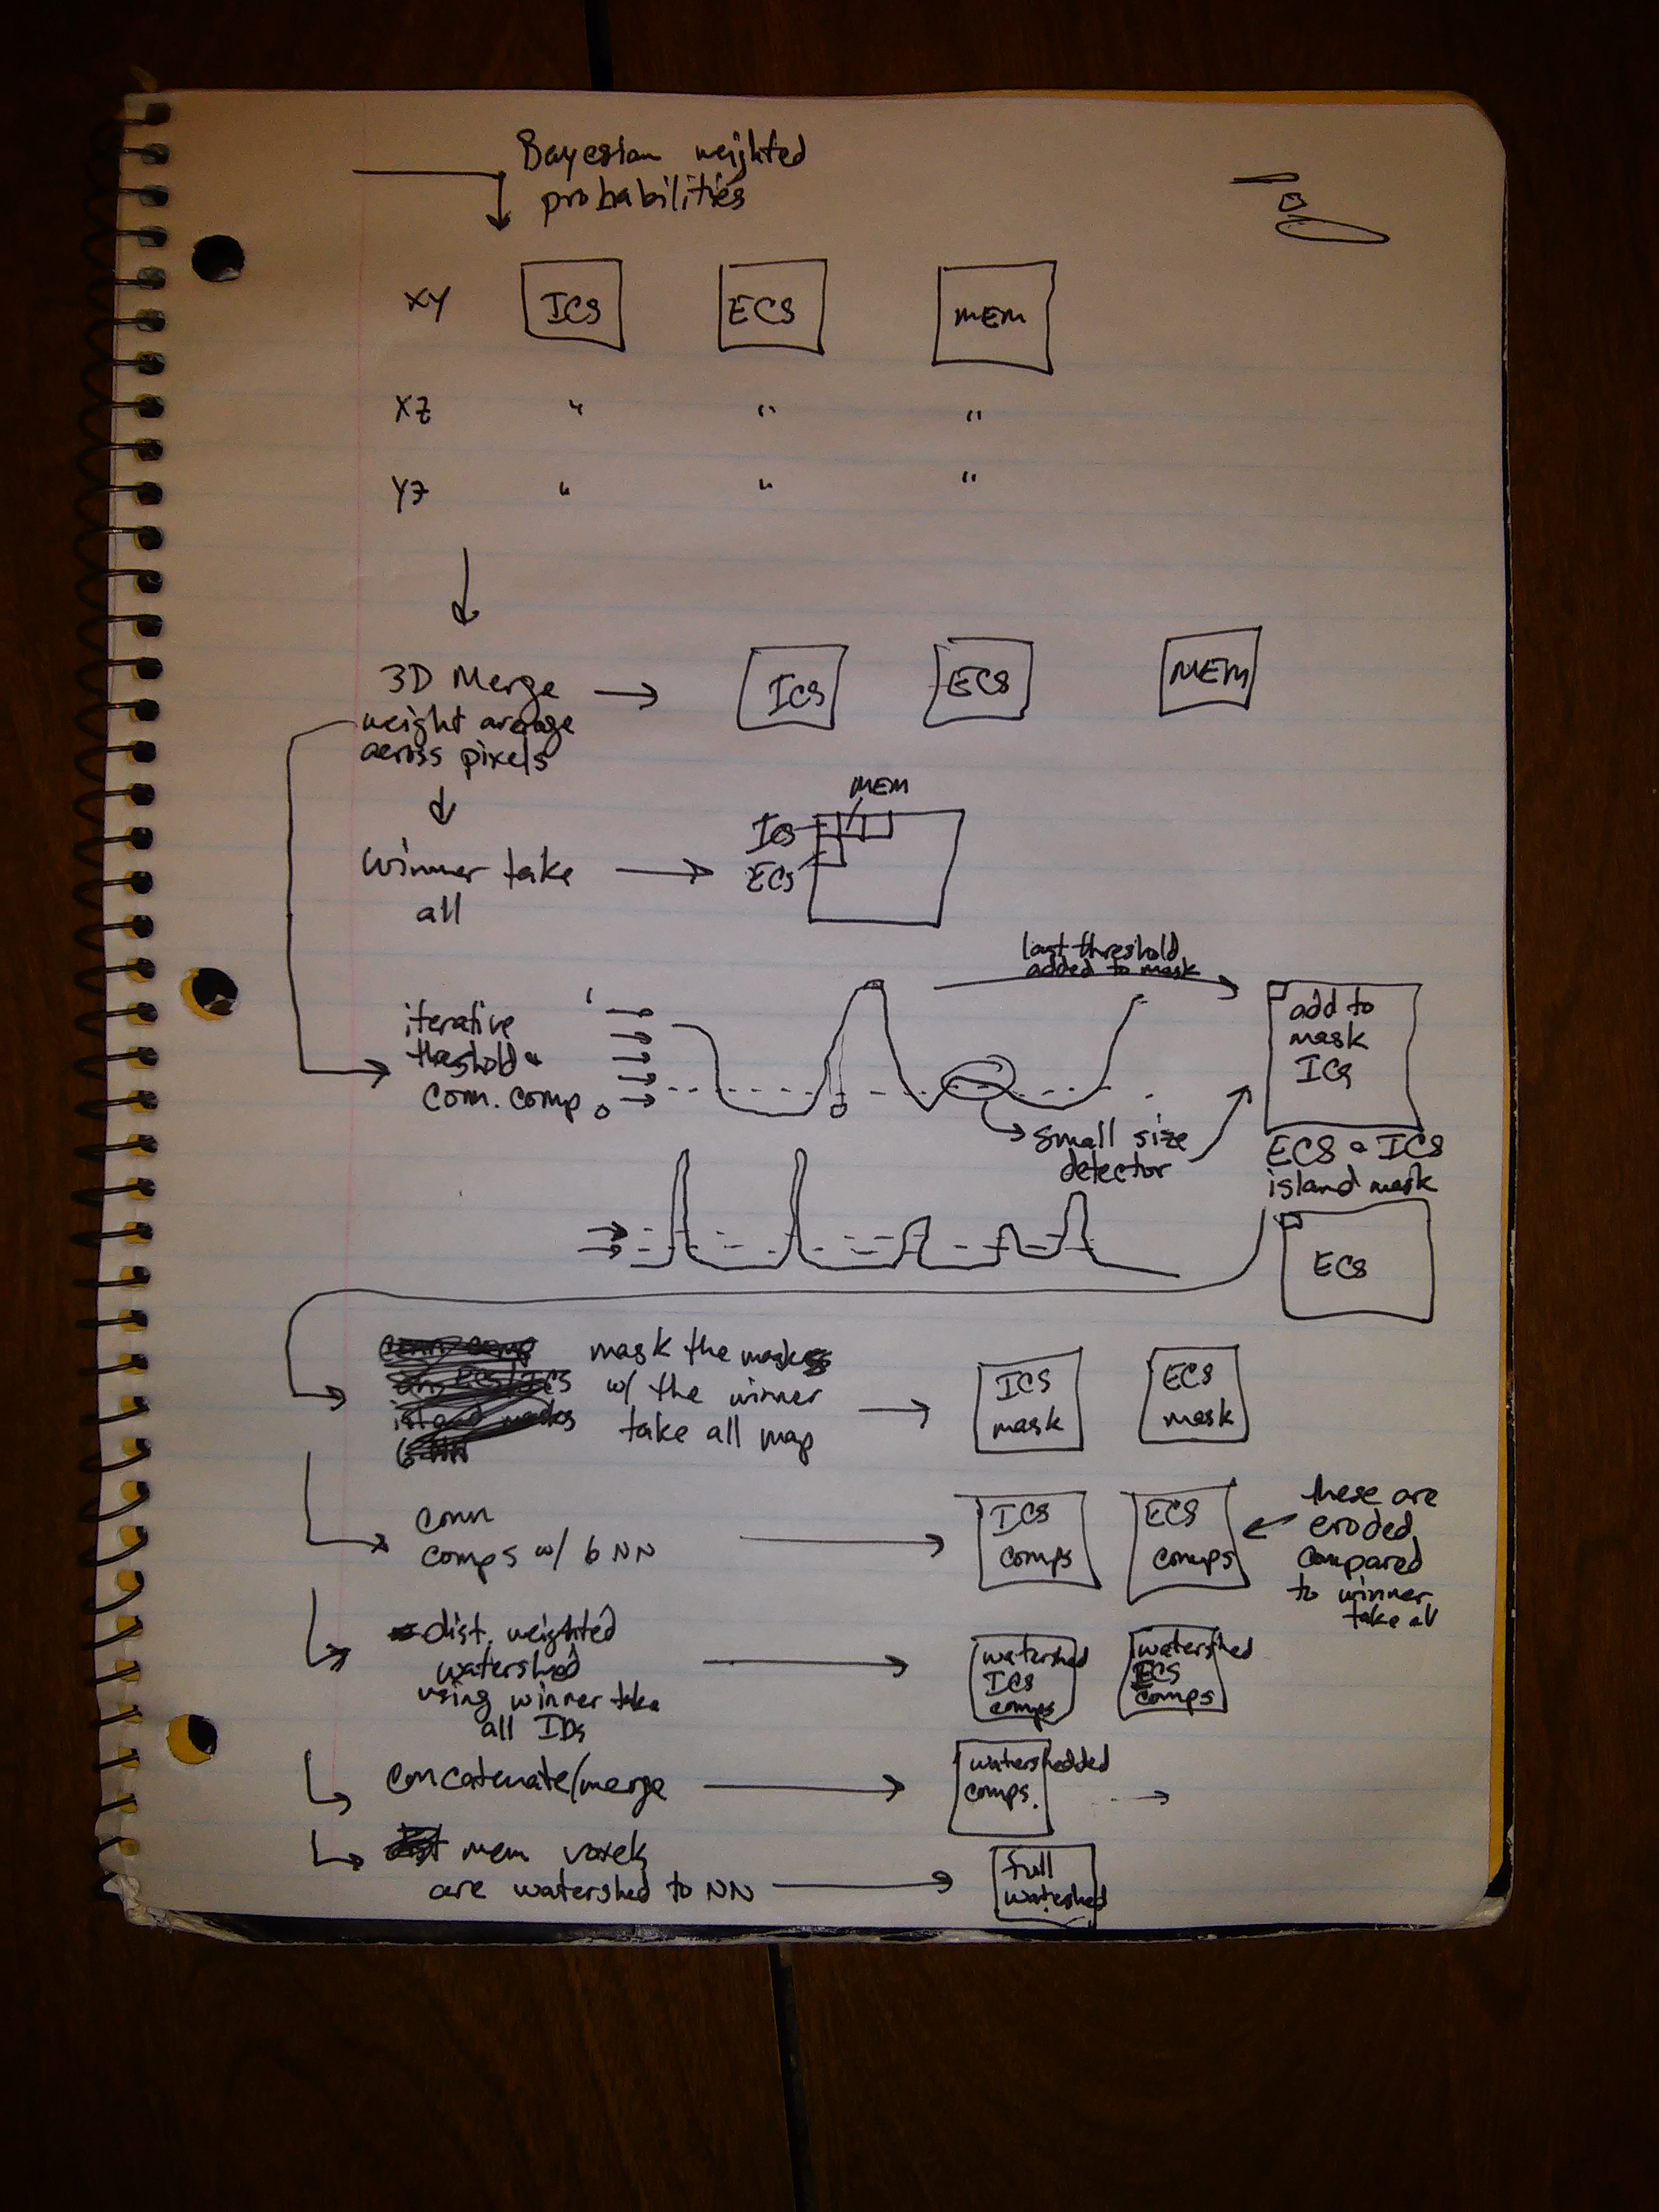 Bayesian weighted
probabilities
XY ICS ECS MEM
XZ " " "
YZ " " "
3D Merge
weight average
across pixels
ICS ECS MEM
MEM
ICS
ECS
winner take
all
last threshold
added to mask
iterative
threshold &
conn. comp
1
0
small size
detector
add to
mask
ICS
ECS & ICS
island mask
ECS
mask the masks
w/ the winner
take all map
ICS
mask
ECS
mask
conn
comps w/ 6 NN
ICS
comps
ECS
comps
these are
eroded
compared
to winner
take all
dist. weighted
watershed
using winner take
all IDs
watershed
ICS
comps
watershed
ECS
comps
concatenate/merge
watershedded
comps.
mem voxels
are watershed to NN
full
watershed